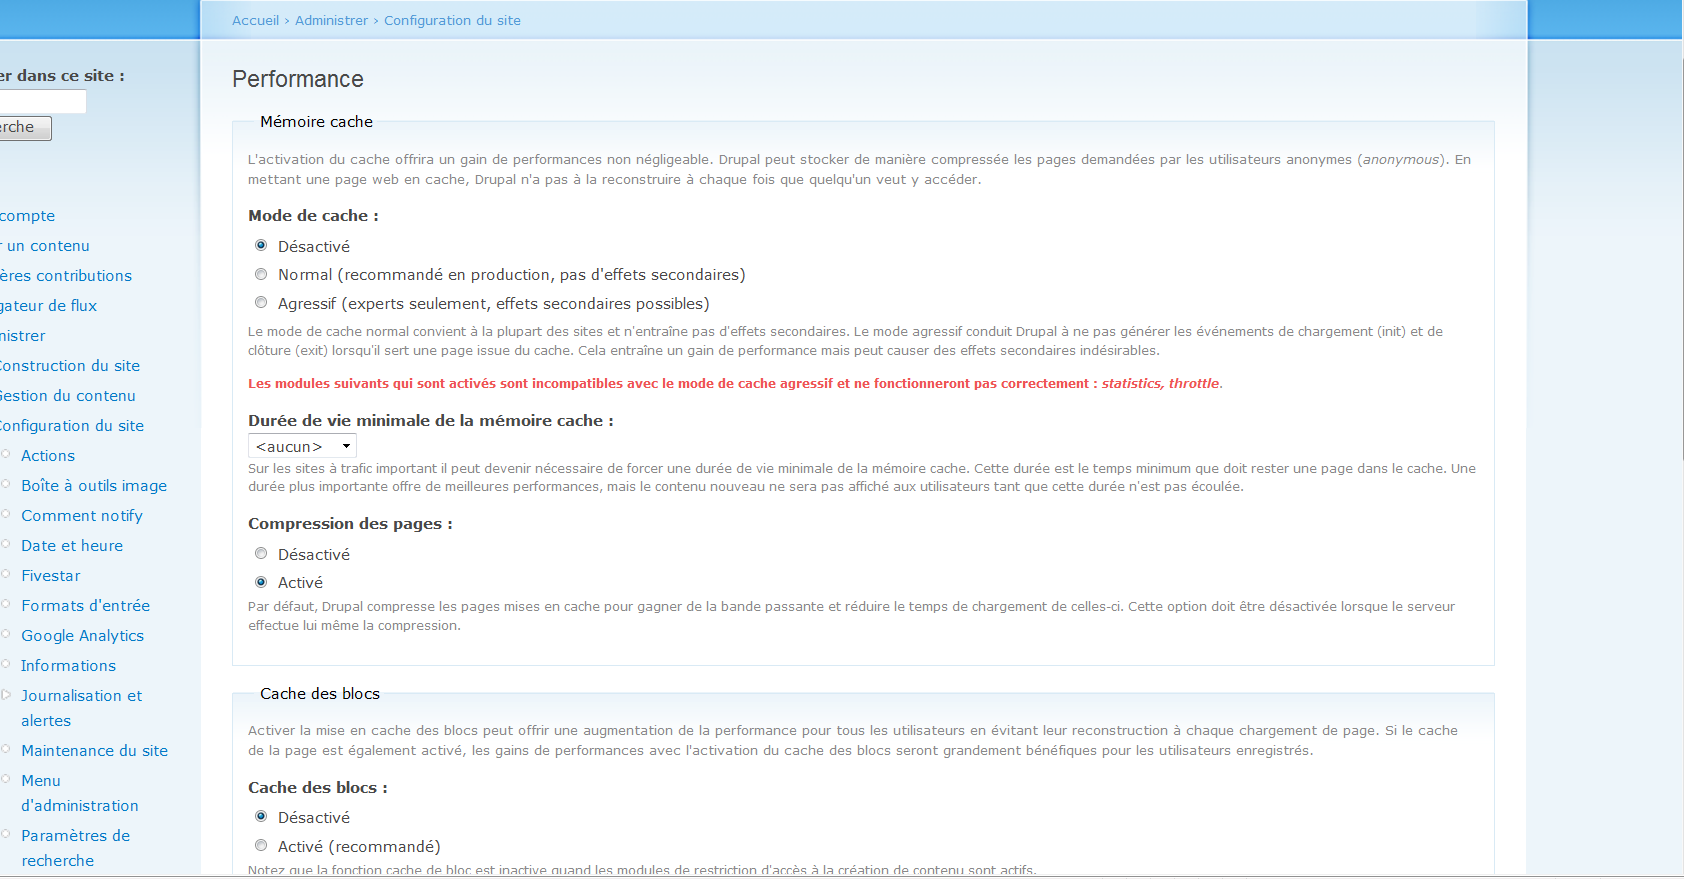 Accueil › Administrer › Configuration du site
er dans ce site :
erche
compte
r un contenu
ères contributions
gateur de flux
nistrer
Construction du site
Gestion du contenu
Configuration du site
Actions
Boîte à outils image
Comment notify
Date et heure
Fivestar
Formats d'entrée
Google Analytics
Informations
Journalisation et
alertes
Maintenance du site
Menu
d'administration
Paramètres de
recherche
Performance
Mémoire cache
L'activation du cache offrira un gain de performances non négligeable. Drupal peut stocker de manière compressée les pages demandées par les utilisateurs anonymes (anonymous). En
mettant une page web en cache, Drupal n'a pas à la reconstruire à chaque fois que quelqu'un veut y accéder.
Mode de cache :
Désactivé
Normal (recommandé en production, pas d'effets secondaires)
Agressif (experts seulement, effets secondaires possibles)
Le mode de cache normal convient à la plupart des sites et n'entraîne pas d'effets secondaires. Le mode agressif conduit Drupal à ne pas générer les événements de chargement (init) et de
clôture (exit) lorsqu'il sert une page issue du cache. Cela entraîne un gain de performance mais peut causer des effets secondaires indésirables.
Les modules suivants qui sont activés sont incompatibles avec le mode de cache agressif et ne fonctionneront pas correctement : statistics, throttle.
Durée de vie minimale de la mémoire cache :
<aucun>
Sur les sites à trafic important il peut devenir nécessaire de forcer une durée de vie minimale de la mémoire cache. Cette durée est le temps minimum que doit rester une page dans le cache. Une
durée plus importante offre de meilleures performances, mais le contenu nouveau ne sera pas affiché aux utilisateurs tant que cette durée n'est pas écoulée.
Compression des pages :
Désactivé
Activé
Par défaut, Drupal compresse les pages mises en cache pour gagner de la bande passante et réduire le temps de chargement de celles-ci. Cette option doit être désactivée lorsque le serveur
effectue lui même la compression.
Cache des blocs
Activer la mise en cache des blocs peut offrir une augmentation de la performance pour tous les utilisateurs en évitant leur reconstruction à chaque chargement de page. Si le cache
de la page est également activé, les gains de performances avec l'activation du cache des blocs seront grandement bénéfiques pour les utilisateurs enregistrés.
Cache des blocs :
Désactivé
Activé (recommandé)
Notez que la fonction cache de bloc est inactive quand les modules de restriction d'accès à la création de contenu sont actifs.